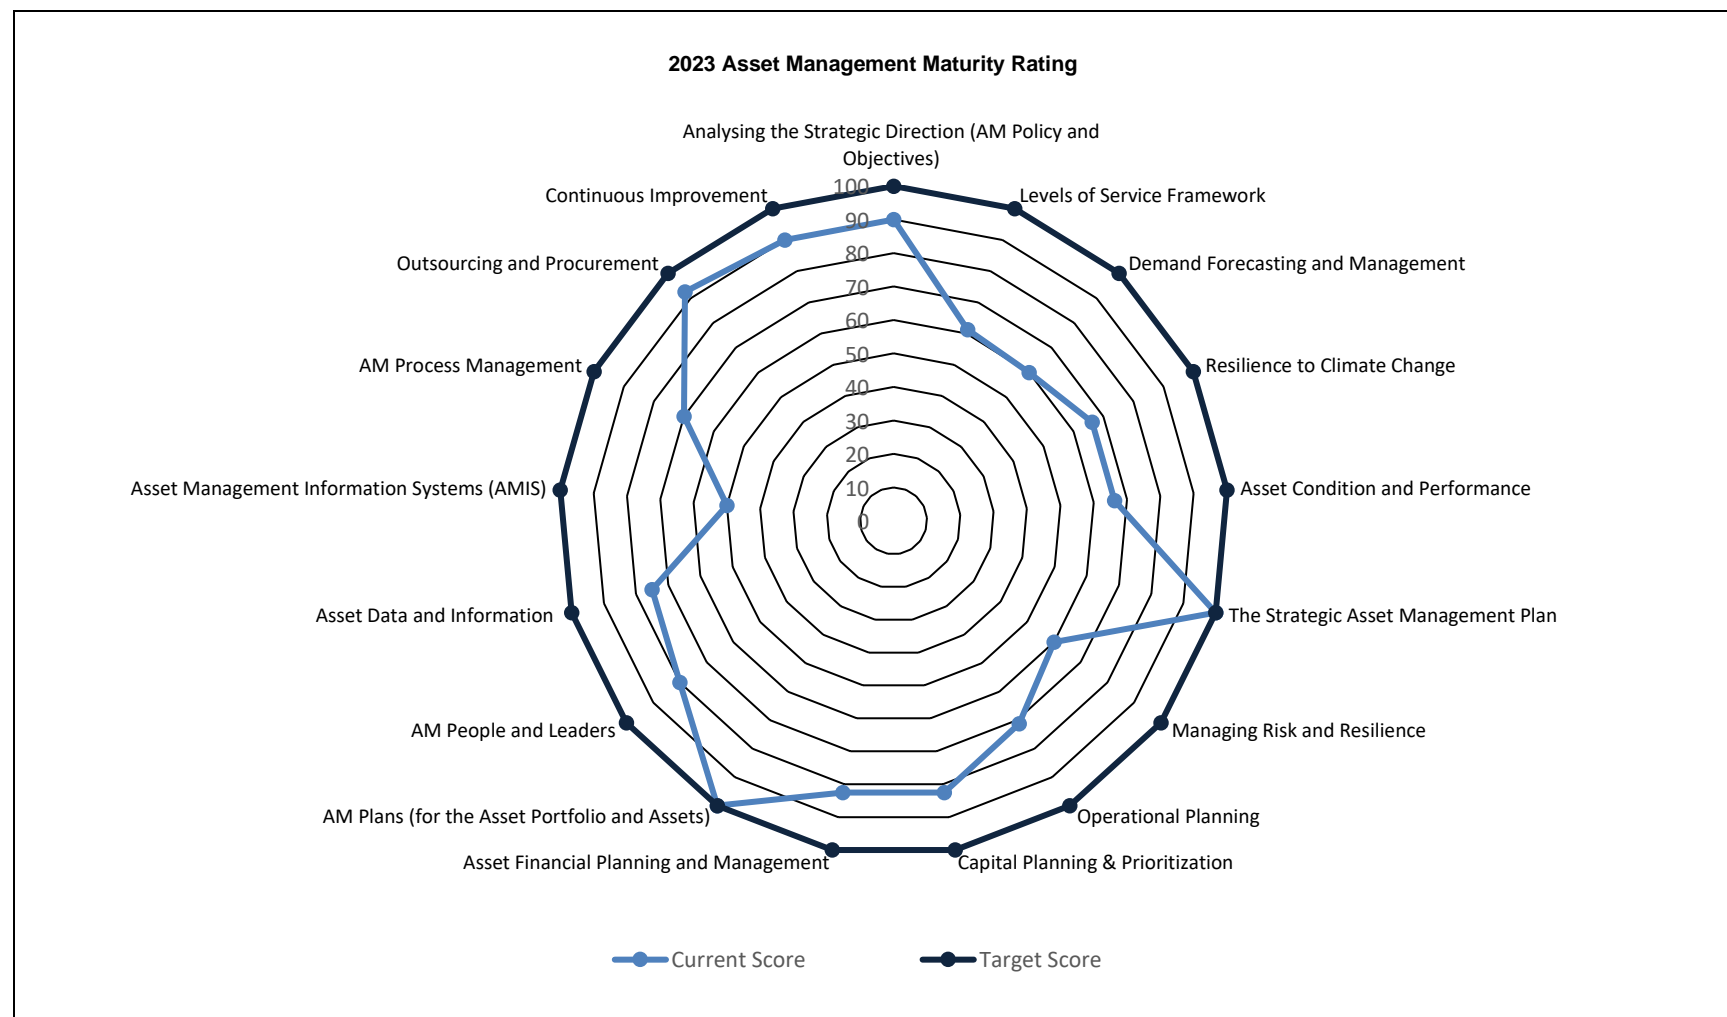 2023 Asset Management Maturity Rating
Analysing the Strategic Direction (AM Policy and
Objectives)
Levels of Service Framework
Demand Forecasting and Management
Resilience to Climate Change
Asset Condition and Performance
The Strategic Asset Management Plan
Managing Risk and Resilience
Operational Planning
Capital Planning & Prioritization
Asset Financial Planning and Management
AM Plans (for the Asset Portfolio and Assets)
AM People and Leaders
Asset Data and Information
Asset Management Information Systems (AMIS)
AM Process Management
Outsourcing and Procurement
Continuous Improvement
100
90
80
70
60
50
40
30
20
10
0
Current Score
Target Score